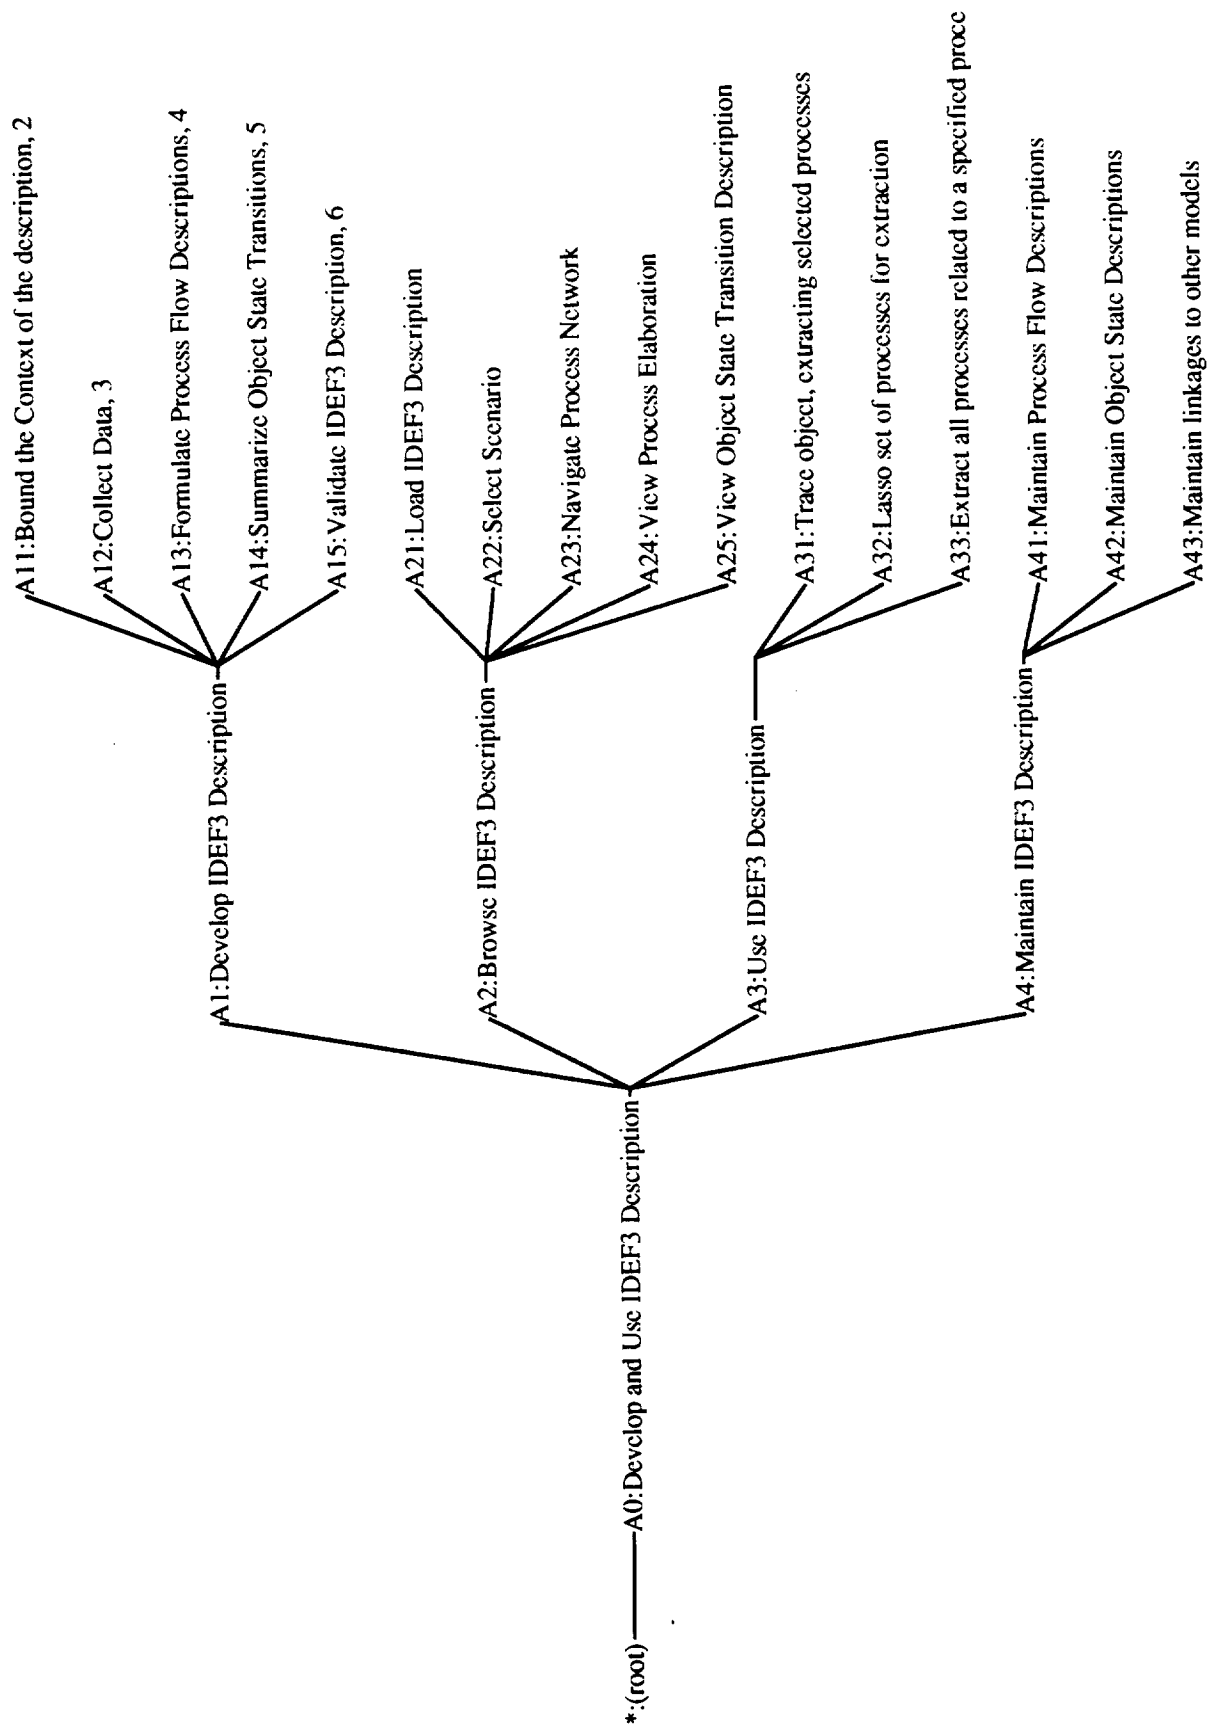 *:(root)
A0:Develop and Use IDEF3 Description
A1:Develop IDEF3 Description
A11:Bound the Context of the description, 2
A12:Collect Data, 3
A13:Formulate Process Flow Descriptions, 4
A14:Summarize Object State Transitions, 5
A15:Validate IDEF3 Description, 6
A2:Browse IDEF3 Description
A21:Load IDEF3 Description
A22:Select Scenario
A23:Navigate Process Network
A24:View Process Elaboration
A25:View Object State Transition Description
A3:Use IDEF3 Description
A31:Trace object, extracting selected processes
A32:Lasso set of processes for extraction
A33:Extract all processes related to a specified proce
A4:Maintain IDEF3 Description
A41:Maintain Process Flow Descriptions
A42:Maintain Object State Descriptions
A43:Maintain linkages to other models